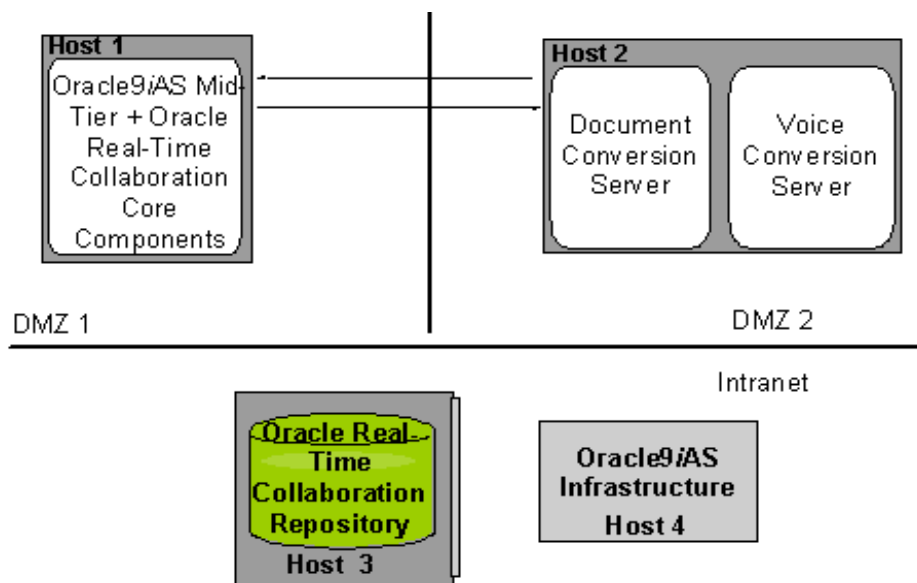 Host 1
Oracle9iAS Mid-
Tier + Oracle
Real-Time
Collaboration
Core
Components
Host 2
Document
Conversion
Server
Voice
Conversion
Server
DMZ 1
DMZ 2
Intranet
Oracle Real-
Time
Collaboration
Repository
Host 3
Oracle9iAS
Infrastructure
Host 4